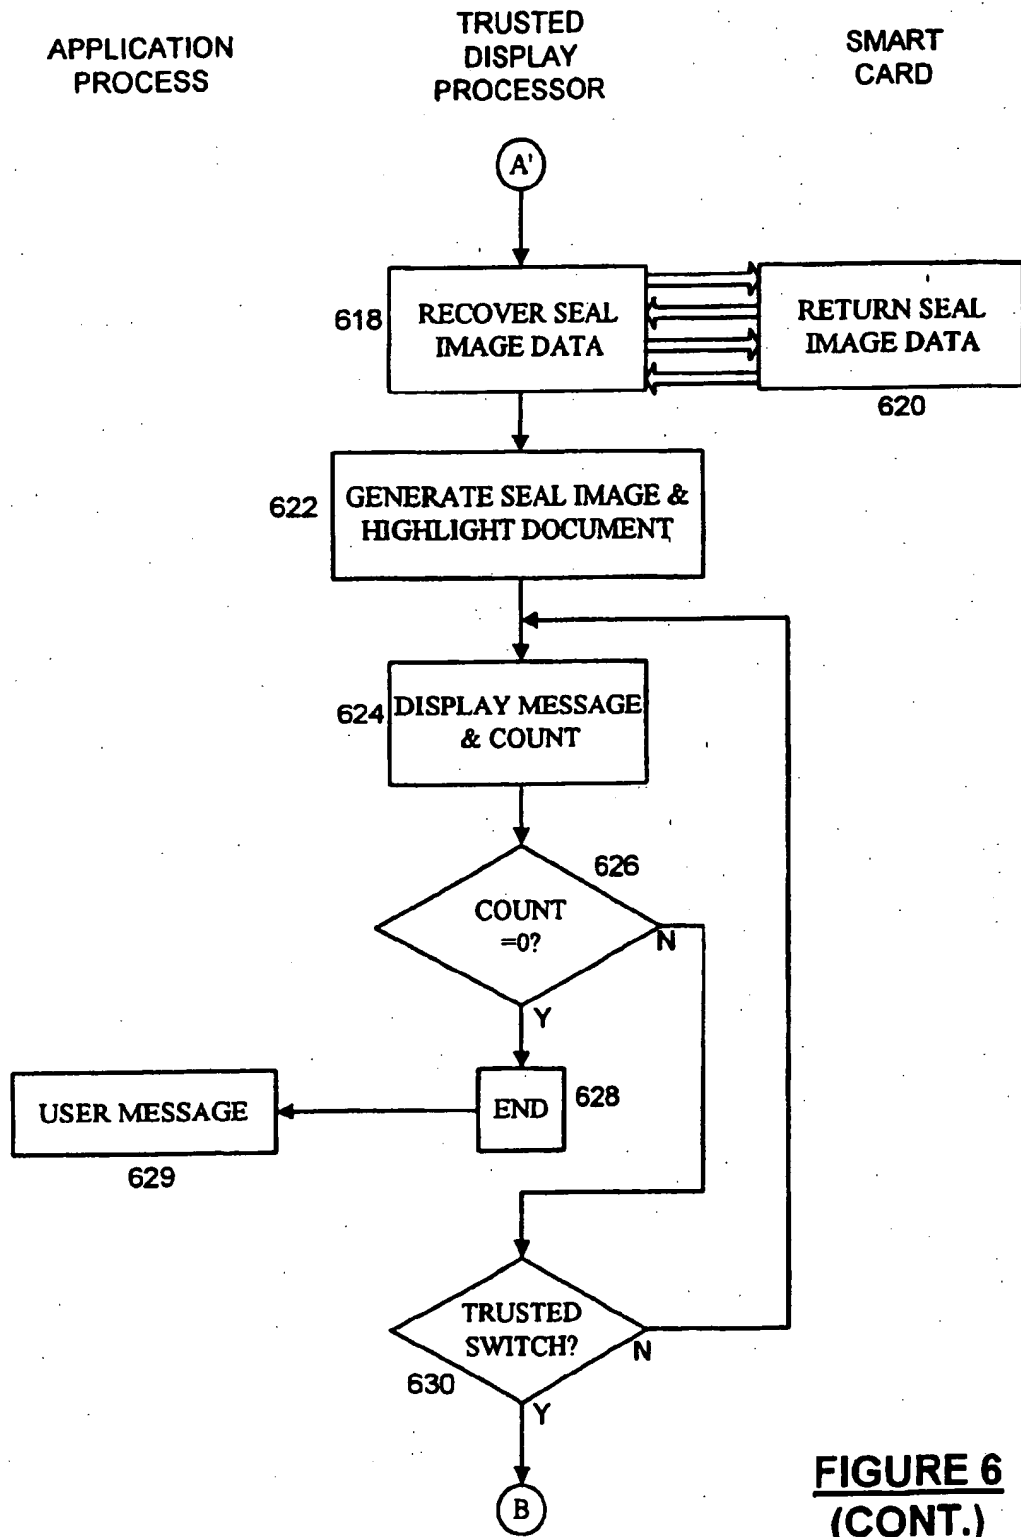 APPLICATION
PROCESS
TRUSTED
DISPLAY
PROCESSOR
SMART
CARD
A'
618
RECOVER SEAL
IMAGE DATA
RETURN SEAL
IMAGE DATA
620
622
GENERATE SEAL IMAGE &
HIGHLIGHT DOCUMENT
624
DISPLAY MESSAGE
& COUNT
626
COUNT
=0?
N
Y
USER MESSAGE
629
END
628
TRUSTED
SWITCH?
N
630
Y
B
FIGURE 6
(CONT.)